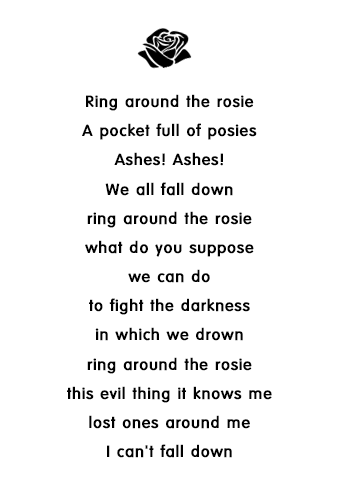 Ring around the rosie
A pocket full of posies
Ashes! Ashes!
We all fall down
ring around the rosie
what do you suppose
we can do
to fight the darkness
in which we drown
ring around the rosie
this evil thing it knows me
lost ones around me
I can't fall down